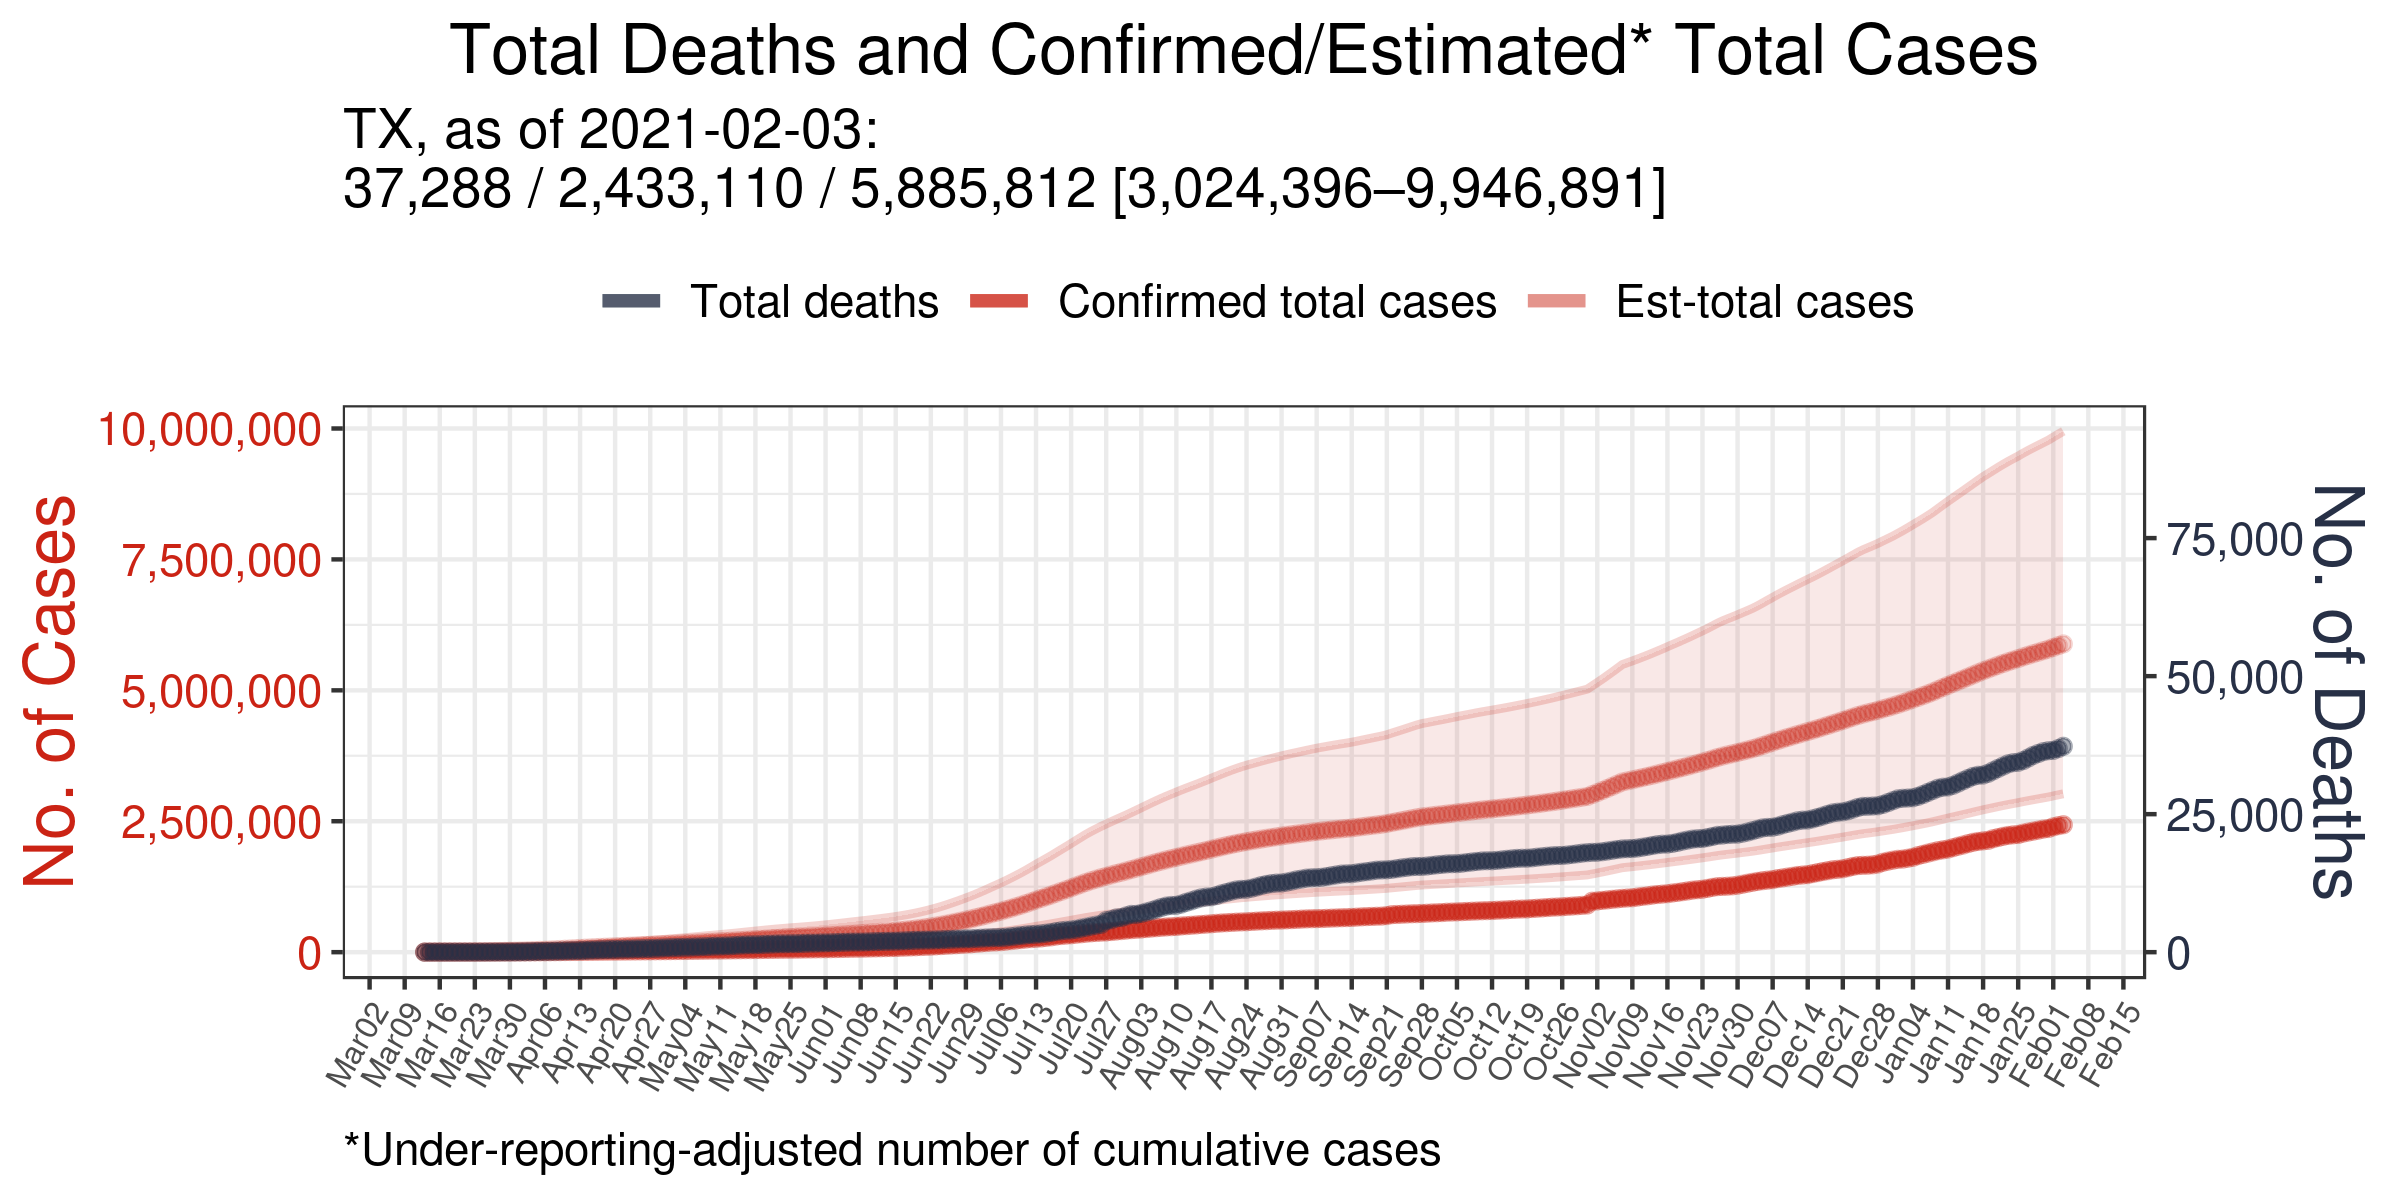 Total Deaths and Confirmed/Estimated* Total Cases
TX, as of 2021-02-03:
37,288 / 2,433,110 / 5,885,812 [3,024,396–9,946,891]
Total deaths
Confirmed total cases
Est-total cases
No. of Cases
10,000,000
7,500,000
5,000,000
2,500,000
0
75,000
50,000
25,000
0
No. of Deaths
Mar02
Mar09
Mar16
Mar23
Mar30
Apr06
Apr13
Apr20
Apr27
May04
May11
May18
May25
Jun01
Jun08
Jun15
Jun22
Jun29
Jul06
Jul13
Jul20
Jul27
Aug03
Aug10
Aug17
Aug24
Aug31
Sep07
Sep14
Sep21
Sep28
Oct05
Oct12
Oct19
Oct26
Nov02
Nov09
Nov16
Nov23
Nov30
Dec07
Dec14
Dec21
Dec28
Jan04
Jan11
Jan18
Jan25
Feb01
Feb08
Feb15
*Under-reporting-adjusted number of cumulative cases